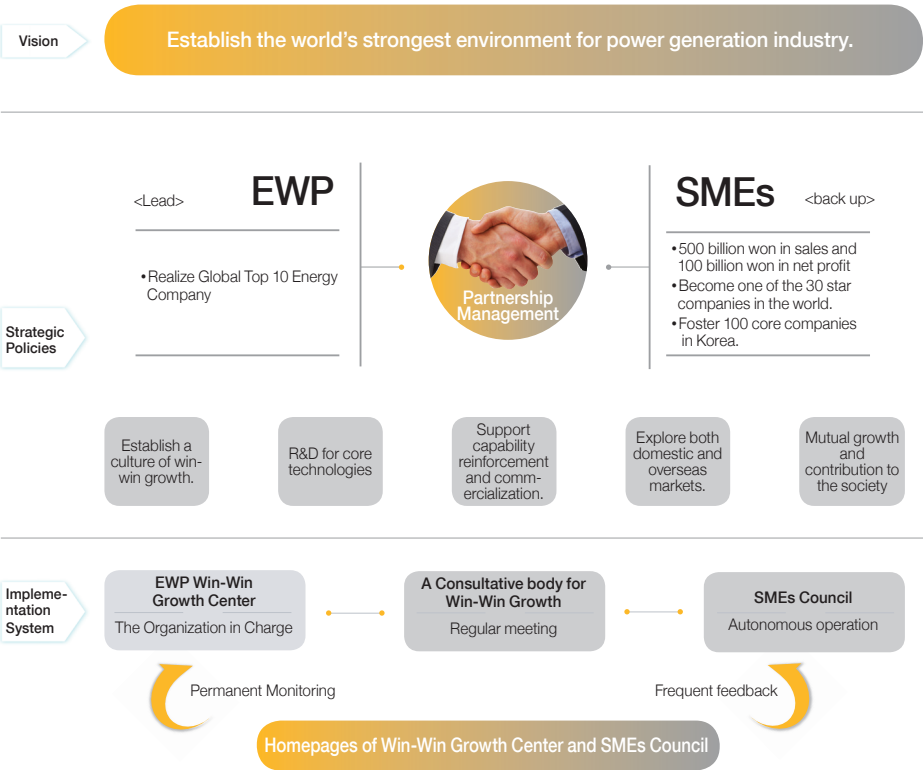 Vision
Establish the world's strongest environment for power generation industry.
<Lead>
EWP
•Realize Global Top 10 Energy
Company
Partnership
Management
SMEs
<back up>
•500 billion won in sales and
100 billion won in net profit
•Become one of the 30 star
companies in the world.
•Foster 100 core companies
in Korea.
Strategic
Policies
Establish a
culture of win-
win growth.
R&D for core
technologies
Support
capability
reinforcement
and comm-
ercialization.
Explore both
domestic and
overseas
markets.
Mutual growth
and
contribution to
the society
Impleme-
ntation
System
EWP Win-Win
Growth Center
The Organization in Charge
A Consultative body for
Win-Win Growth
Regular meeting
SMEs Council
Autonomous operation
Permanent Monitoring
Frequent feedback
Homepages of Win-Win Growth Center and SMEs Council